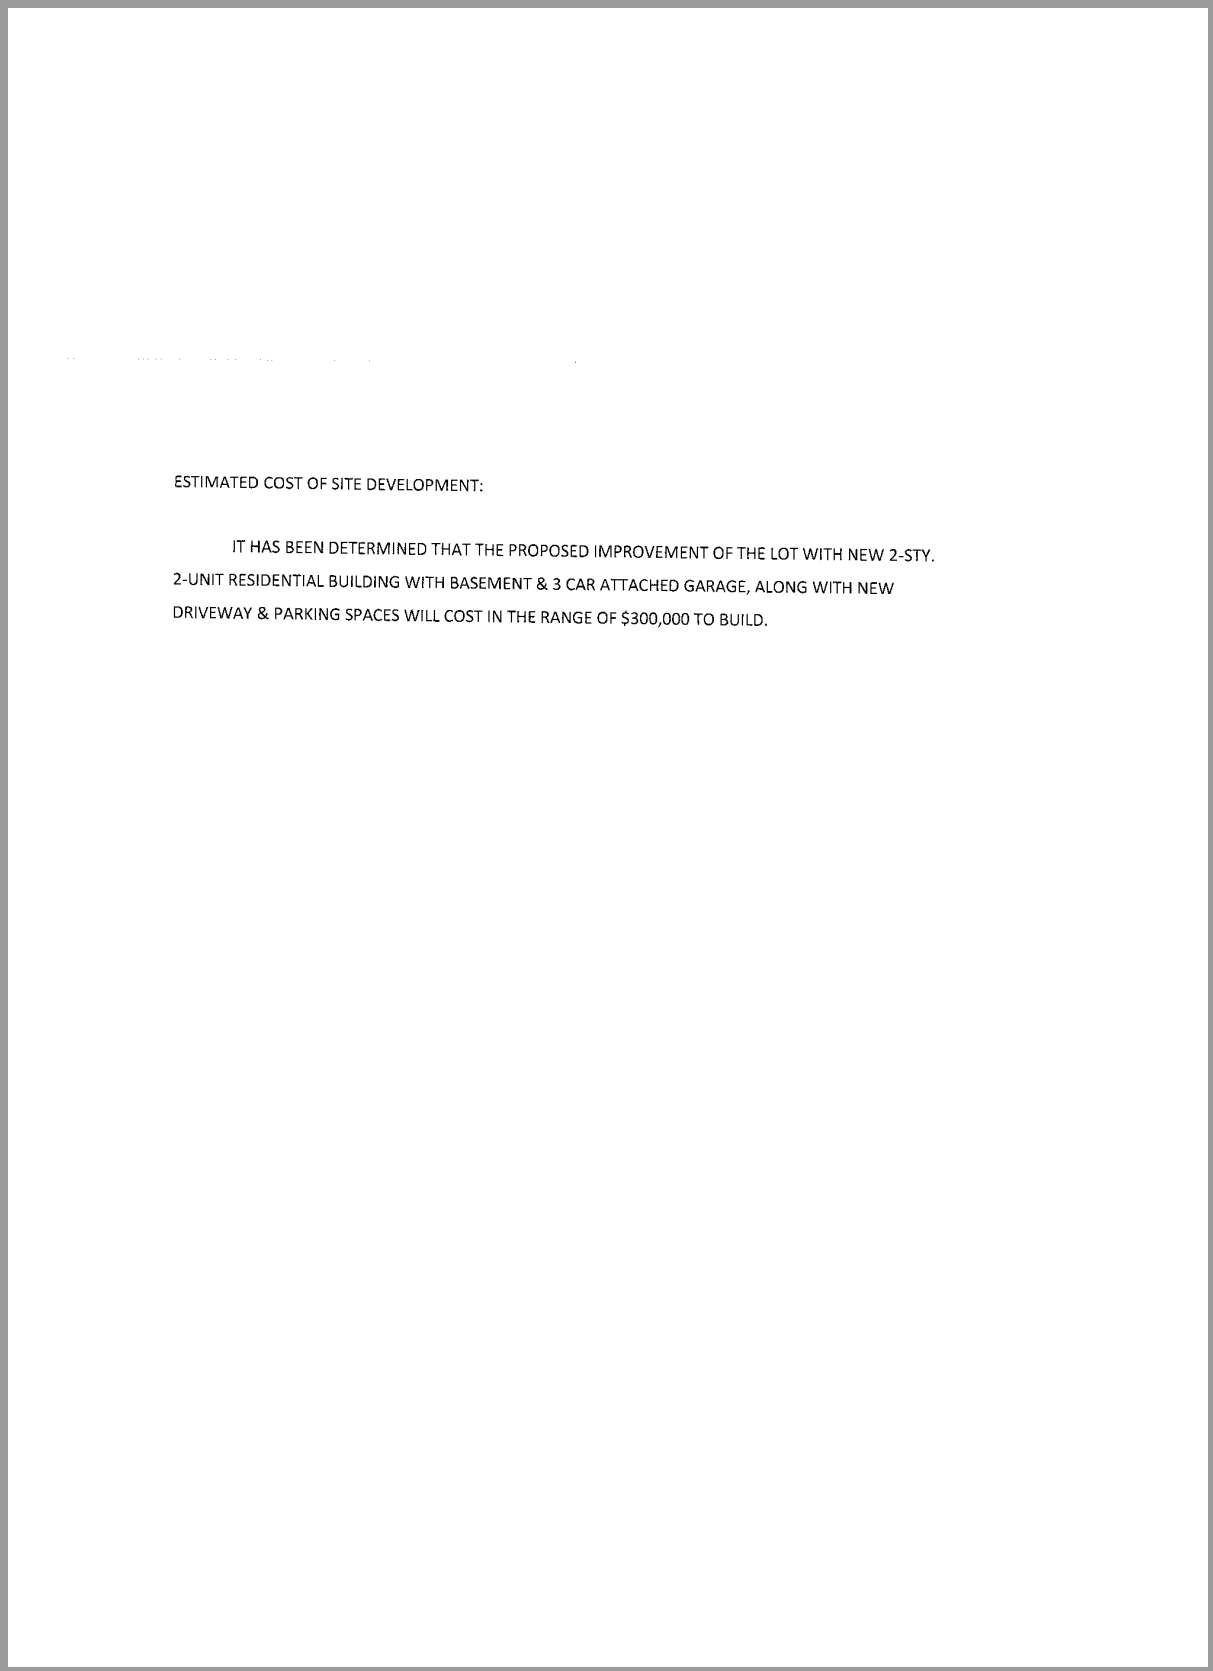 ESTIMATED COST OF SITE DEVELOPMENT:
IT HAS BEEN DETERMINED THAT THE PROPOSED IMPROVEMENT OF THE LOT WITH NEW 2-STY.
2-UNIT RESIDENTIAL BUILDING WITH BASEMENT & 3 CAR ATTACHED GARAGE, ALONG WITH NEW
DRIVEWAY & PARKING SPACES WILL COST IN THE RANGE OF $300,000 TO BUILD.